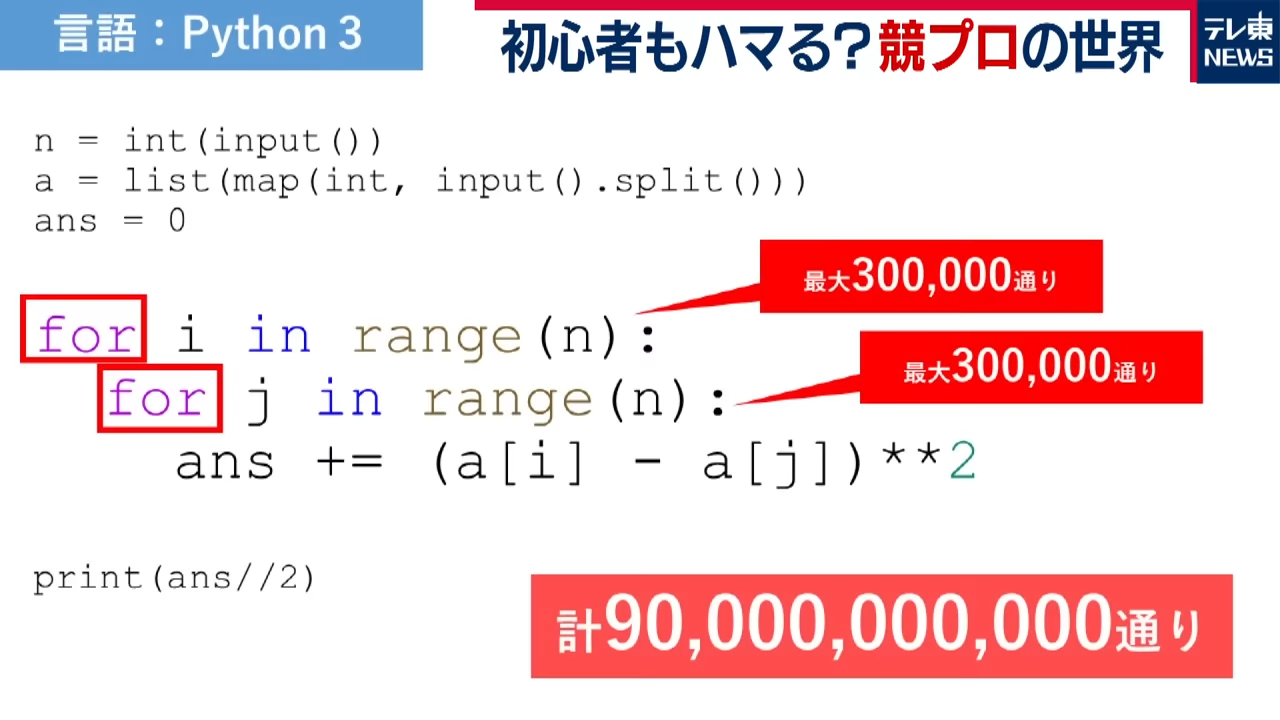 言語：Python 3
初心者もハマる？競プロの世界
テレ東
NEWS
n = int(input())
a = list(map(int, input().split()))
ans = 0
最大300,000通り
for i in range(n):
最大300,000通り
for j in range(n):
ans += (a[i] - a[j])**2
print(ans//2)
計90,000,000,000通り